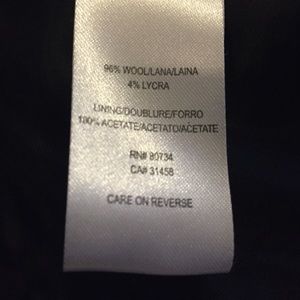 96% WOOL/LANA/LAINA
4% LYCRA
LINING/DOUBLURE/FORRO
100% ACETATE/ACETATO/ACETATE
RN# 80734
CA# 31458
CARE ON REVERSE